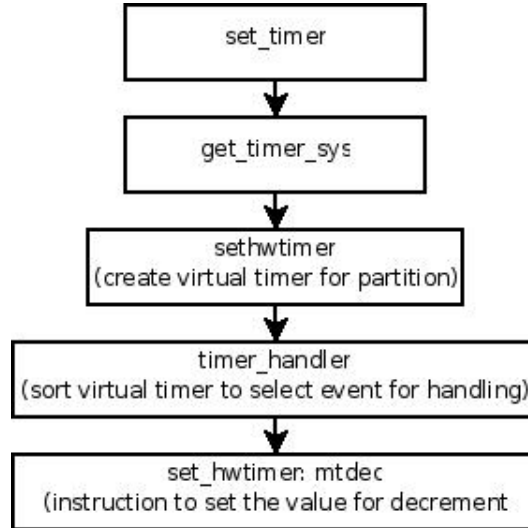 set_timer
get_timer_sys
sethwtimer
(create virtual timer for partition)
timer_handler
(sort virtual timer to select event for handling)
set_hwtimer: mtdec
(instruction to set the value for decrement